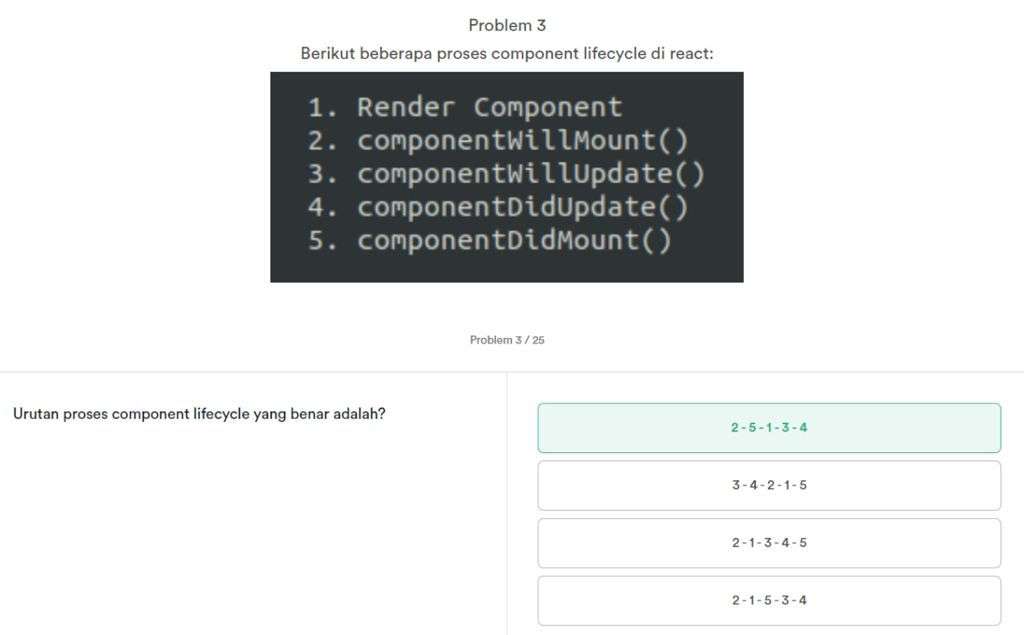 Problem 3
Berikut beberapa proses component lifecycle di react:
1. Render Component
2. componentWillMount()
3. componentWillUpdate()
4. componentDidUpdate()
5. componentDidMount()
Problem 3 / 25
Urutan proses component lifecycle yang benar adalah?
2 - 5 - 1 - 3 - 4
3 - 4 - 2 - 1 - 5
2 - 1 - 3 - 4 - 5
2 - 1 - 5 - 3 - 4